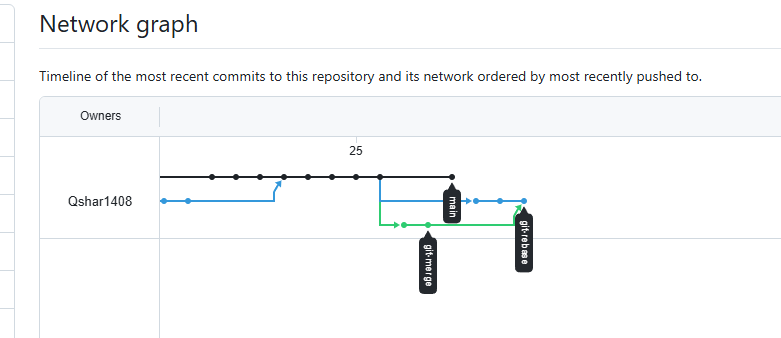 Network graph
Timeline of the most recent commits to this repository and its network ordered by most recently pushed to.
Owners
25
Qshar1408
main
git-merge
git-rebase